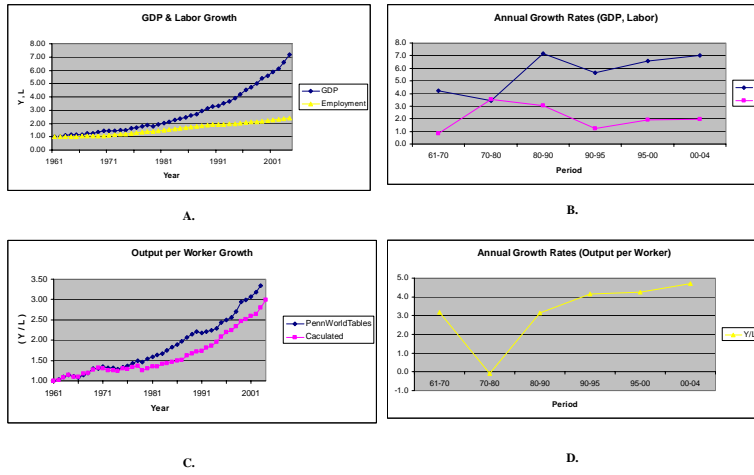 GDP & Labor Growth
8.00
7.00
6.00
5.00
4.00
3.00
2.00
1.00
0.00
Y , L
1961 1971 1981 1991 2001
Year
GDP
Employment
A.
Annual Growth Rates (GDP, Labor)
8.0
7.0
6.0
5.0
4.0
3.0
2.0
1.0
0.0
61-70 70-80 80-90 90-95 95-00 00-04
Period
B.
Output per Worker Growth
3.50
3.00
2.50
2.00
1.50
1.00
( Y / L )
1961 1971 1981 1991 2001
Year
PennWorldTables
Caculated
C.
Annual Growth Rates (Output per Worker)
5.0
4.0
3.0
2.0
1.0
0.0
-1.0
61-70 70-80 80-90 90-95 95-00 00-04
Period
Y/L
D.